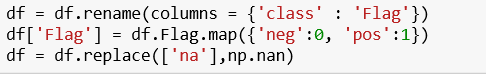 df = df.rename(columns = {'class' : 'Flag'})
df['Flag'] = df.Flag.map({'neg':0, 'pos':1})
df = df.replace(['na'],np.nan)